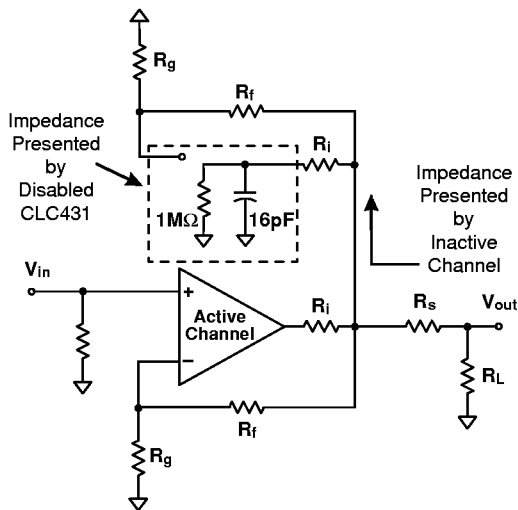 Rg
Rf
Impedance
Presented
by
Disabled
CLC431
Ri
1MΩ
16pF
Impedance
Presented
by
Inactive
Channel
Vin
+
Active
Channel
−
Ri
Rs
Vout
RL
Rf
Rg